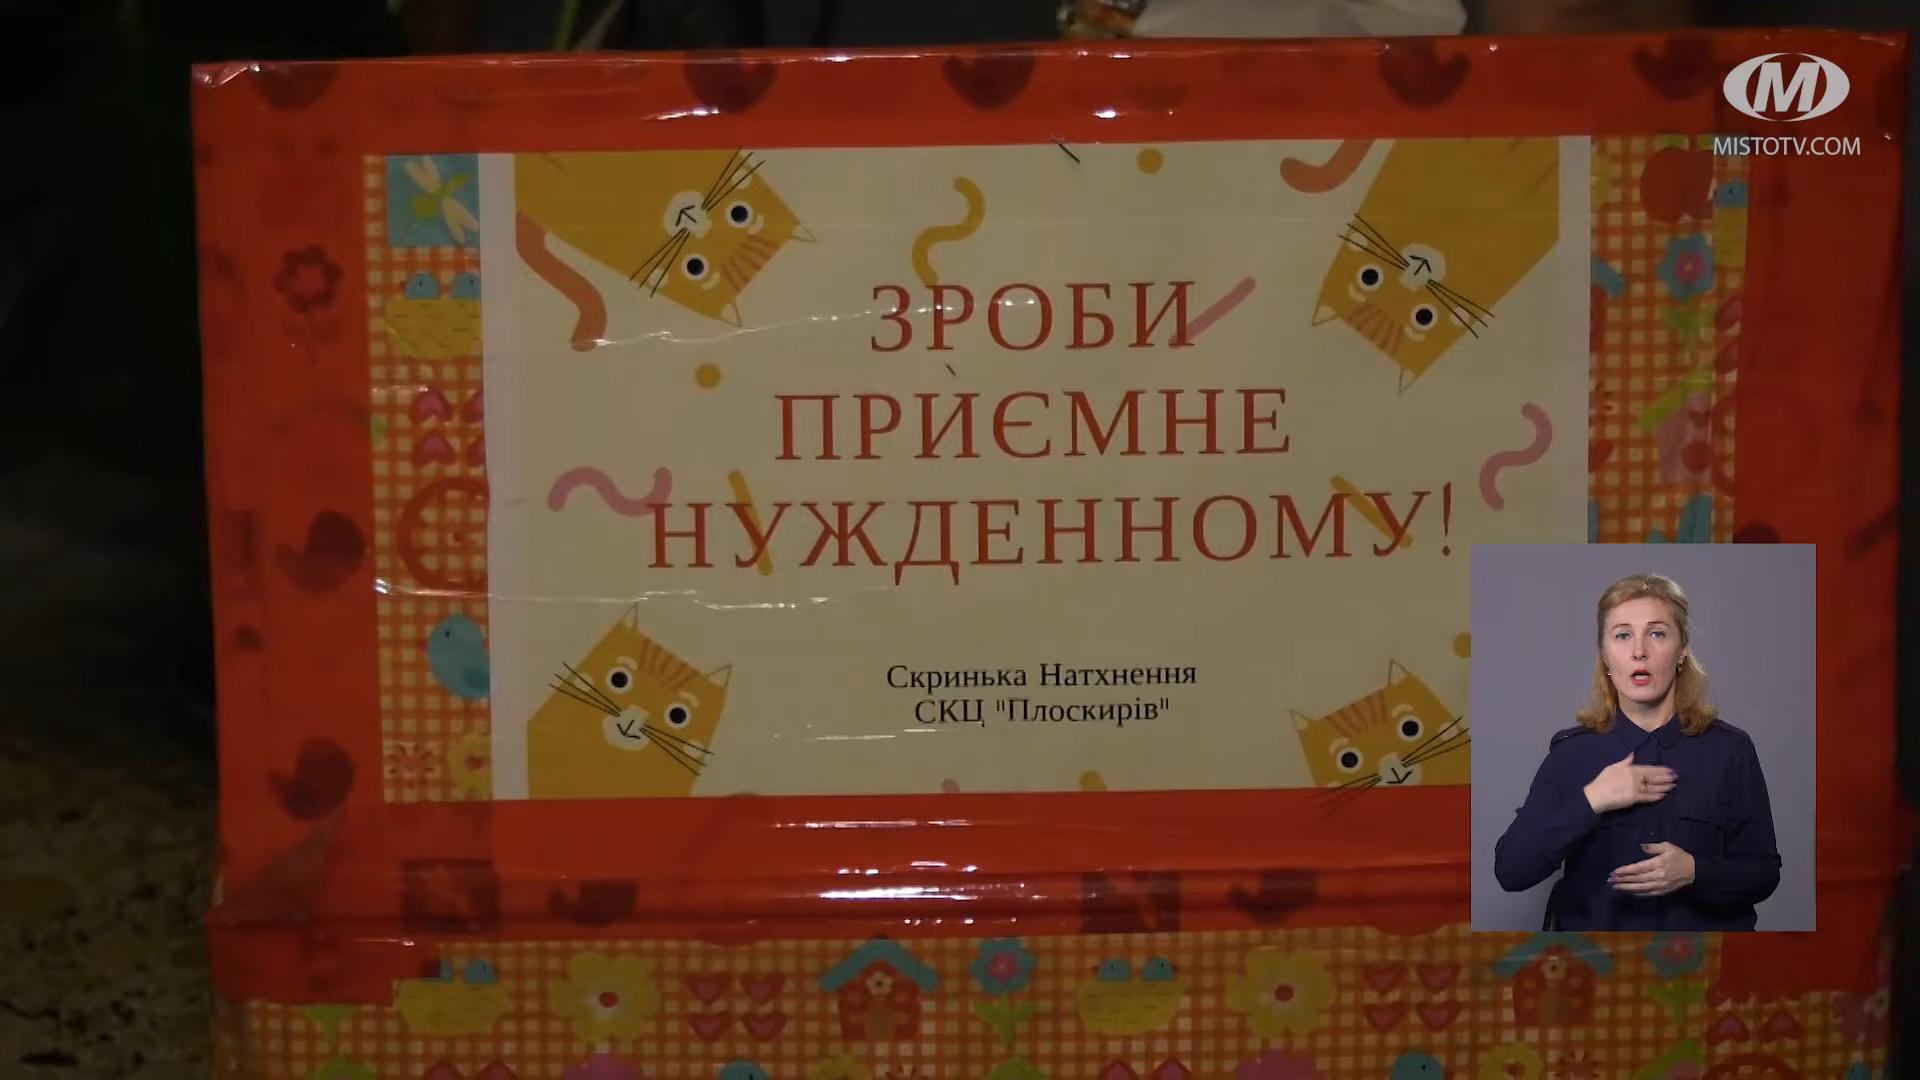 M
MISTOTV.COM
ЗРОБИ
ПРИЄМНЕ
НУЖДЕННОМУ!
Скринька Натхнення
СКЦ "Плоскирів"